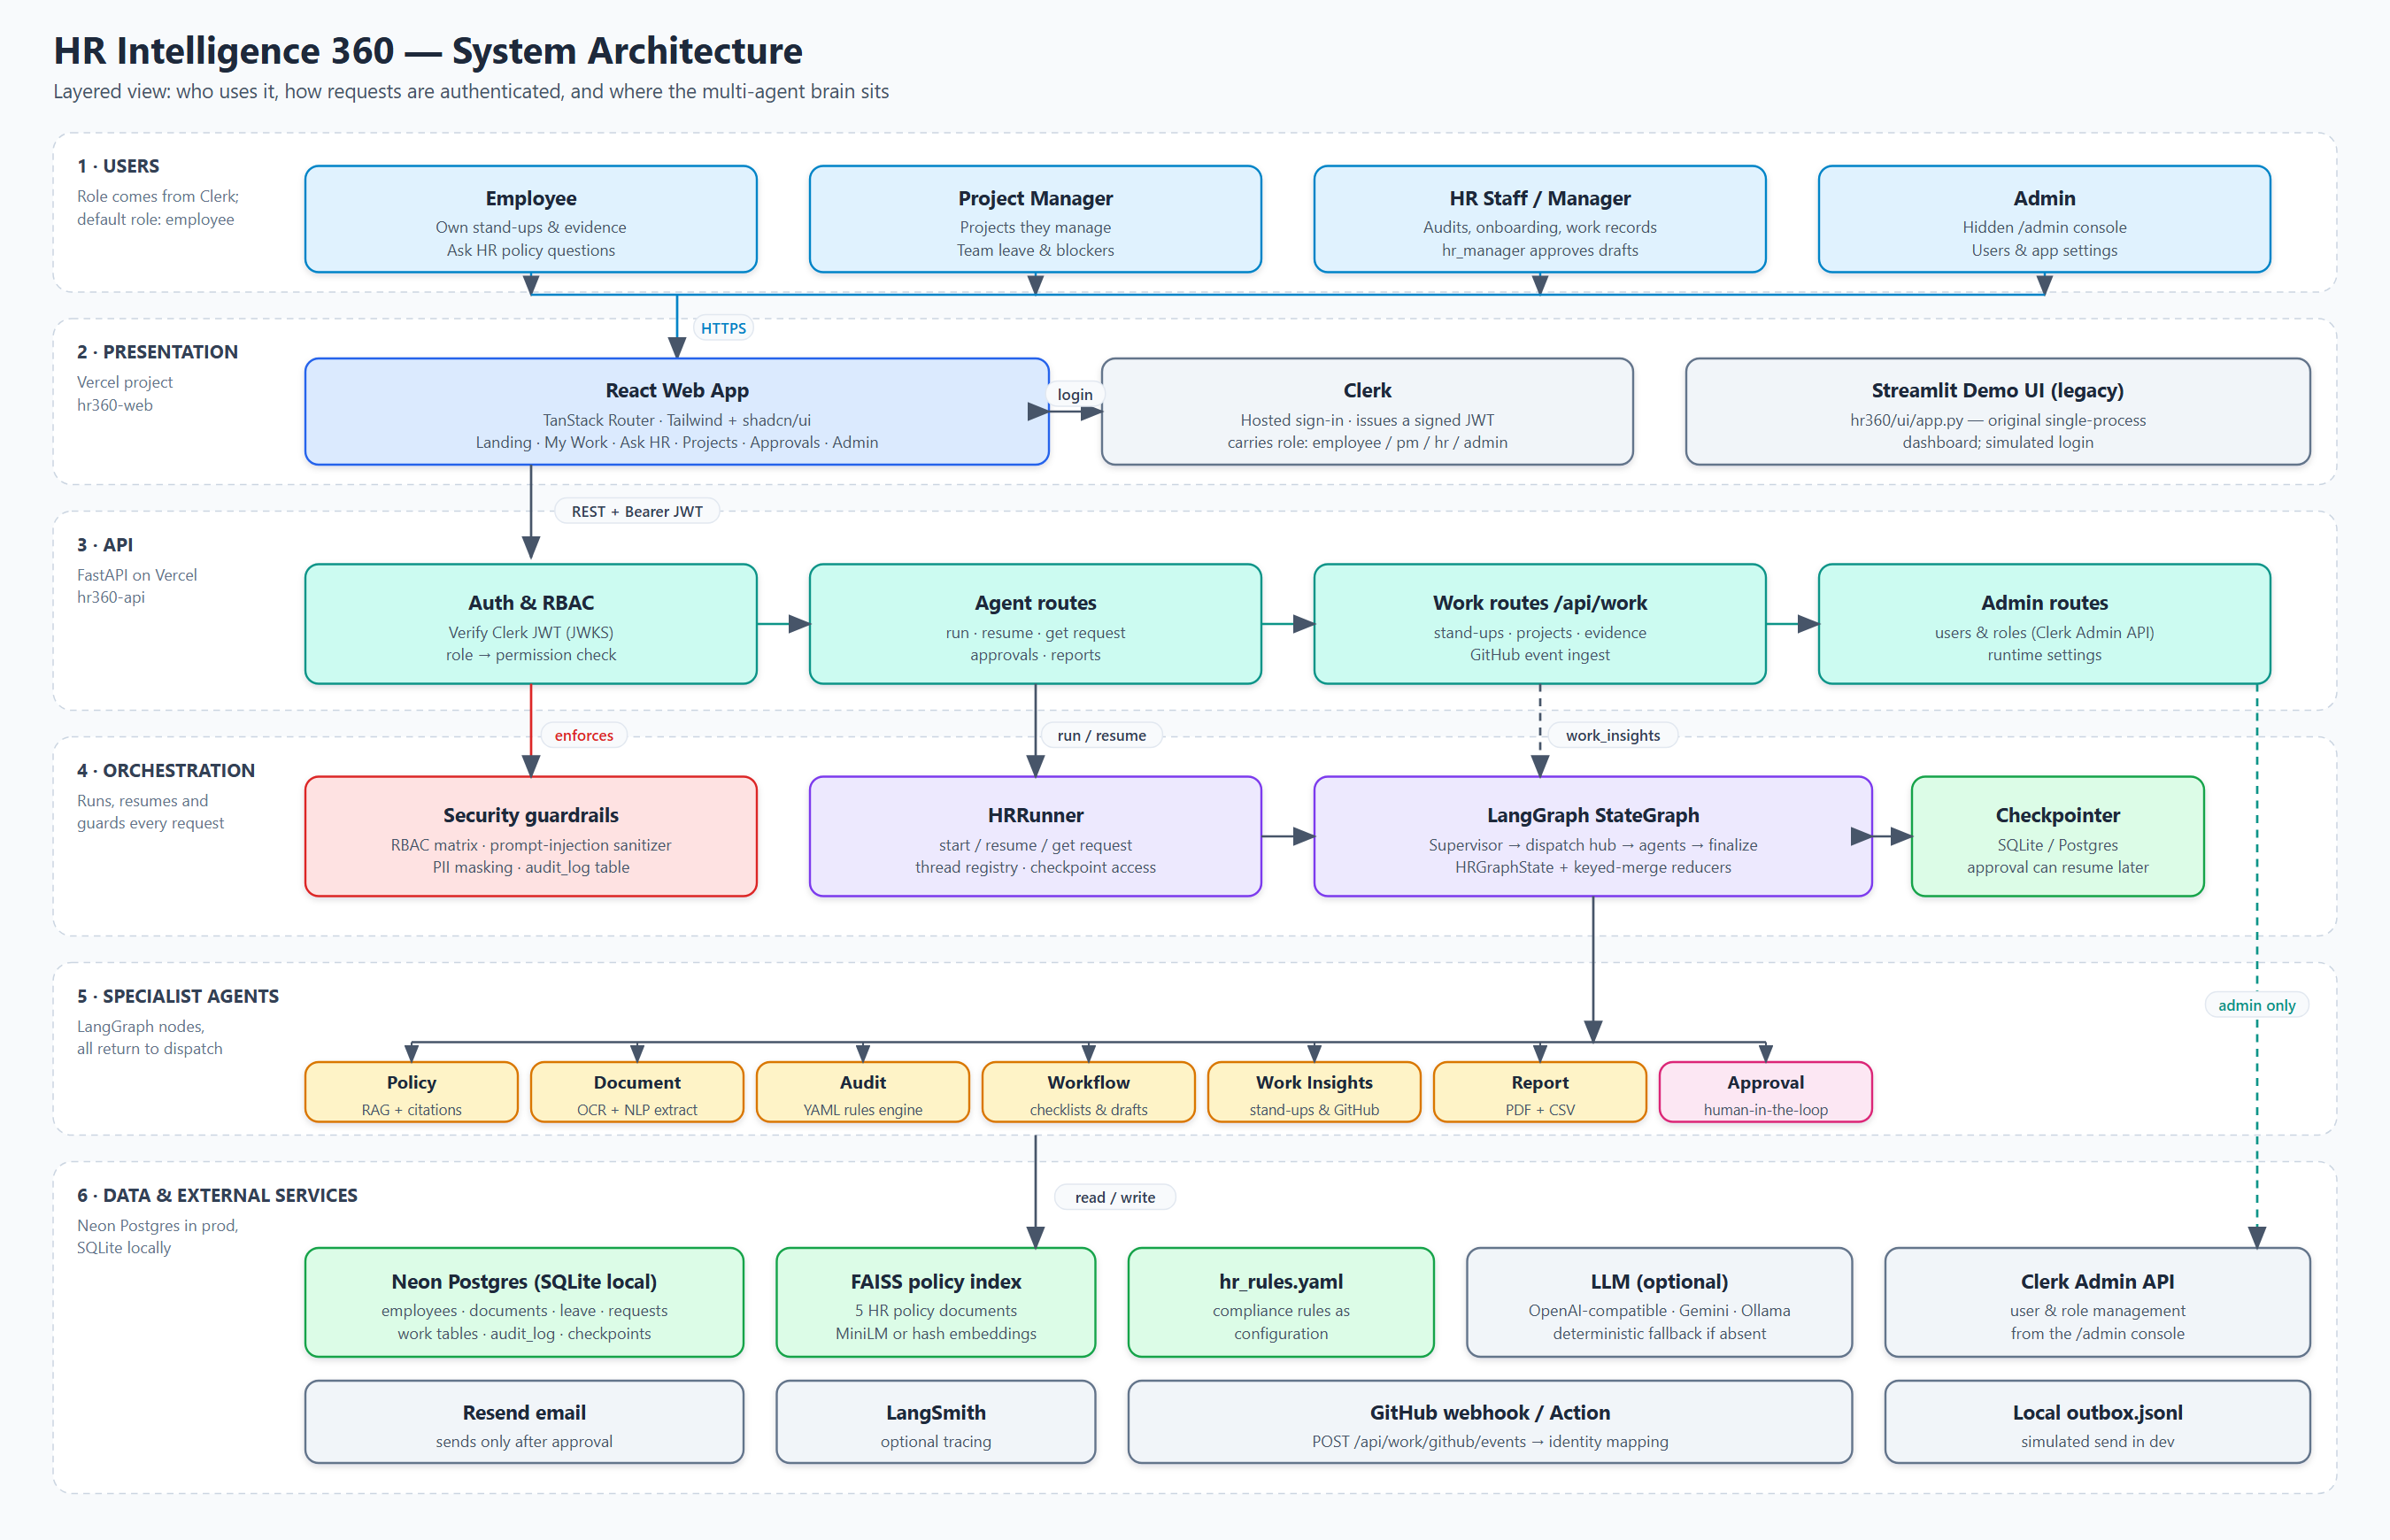 HR Intelligence 360 — System Architecture
Layered view: who uses it, how requests are authenticated, and where the multi-agent brain sits
1 · USERS
Role comes from Clerk;
default role: employee
Employee
Own stand-ups & evidence
Ask HR policy questions
Project Manager
Projects they manage
Team leave & blockers
HR Staff / Manager
Audits, onboarding, work records
hr_manager approves drafts
Admin
Hidden /admin console
Users & app settings
HTTPS
2 · PRESENTATION
Vercel project
hr360-web
React Web App
TanStack Router · Tailwind + shadcn/ui
Landing · My Work · Ask HR · Projects · Approvals · Admin
login
Clerk
Hosted sign-in · issues a signed JWT
carries role: employee / pm / hr / admin
Streamlit Demo UI (legacy)
hr360/ui/app.py — original single-process
dashboard; simulated login
REST + Bearer JWT
3 · API
FastAPI on Vercel
hr360-api
Auth & RBAC
Verify Clerk JWT (JWKS)
role → permission check
Agent routes
run · resume · get request
approvals · reports
Work routes /api/work
stand-ups · projects · evidence
GitHub event ingest
Admin routes
users & roles (Clerk Admin API)
runtime settings
enforces
run / resume
work_insights
4 · ORCHESTRATION
Runs, resumes and
guards every request
Security guardrails
RBAC matrix · prompt-injection sanitizer
PII masking · audit_log table
HRRunner
start / resume / get request
thread registry · checkpoint access
LangGraph StateGraph
Supervisor → dispatch hub → agents → finalize
HRGraphState + keyed-merge reducers
Checkpointer
SQLite / Postgres
approval can resume later
5 · SPECIALIST AGENTS
LangGraph nodes,
all return to dispatch
admin only
Policy
RAG + citations
Document
OCR + NLP extract
Audit
YAML rules engine
Workflow
checklists & drafts
Work Insights
stand-ups & GitHub
Report
PDF + CSV
Approval
human-in-the-loop
6 · DATA & EXTERNAL SERVICES
Neon Postgres in prod,
SQLite locally
read / write
Neon Postgres (SQLite local)
employees · documents · leave · requests
work tables · audit_log · checkpoints
FAISS policy index
5 HR policy documents
MiniLM or hash embeddings
hr_rules.yaml
compliance rules as
configuration
LLM (optional)
OpenAI-compatible · Gemini · Ollama
deterministic fallback if absent
Clerk Admin API
user & role management
from the /admin console
Resend email
sends only after approval
LangSmith
optional tracing
GitHub webhook / Action
POST /api/work/github/events → identity mapping
Local outbox.jsonl
simulated send in dev